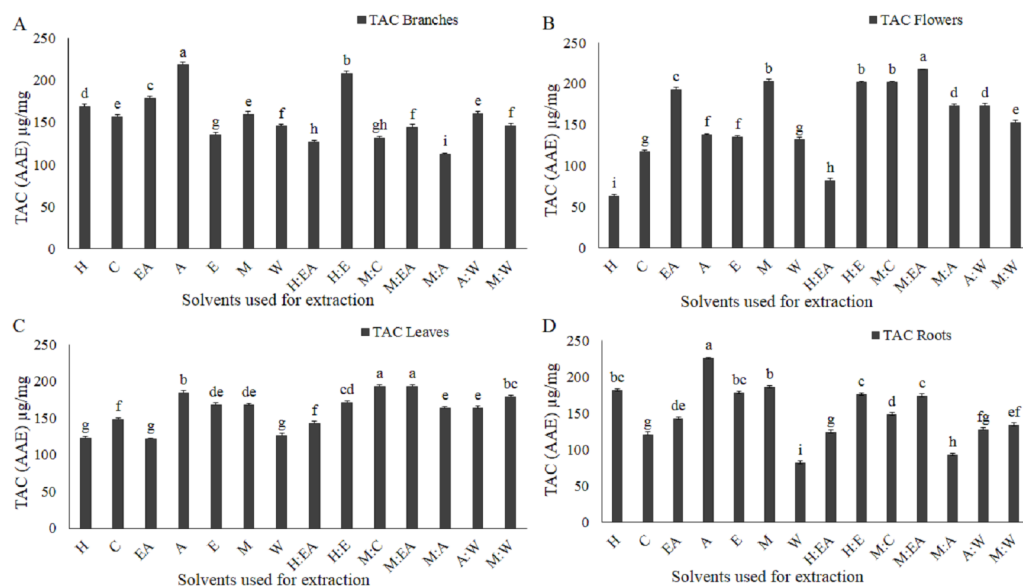 A
TAC Branches
TAC (AAE) µg/mg
250
200
150
100
50
0
d e c a g e f h b gh f i e f
H C EA A E M W H:EA H:E M:C M:EA M:A A:W M:W
Solvents used for extraction
B
TAC Flowers
TAC (AAE) µg/mg
250
200
150
100
50
0
i g c f f b g h b b a d d e
H C EA A E M W H:EA H:E M:C M:EA M:A A:W M:W
Solvents used for extraction
C
TAC Leaves
TAC (AAE) µg/mg
250
200
150
100
50
0
g f g b de de g f cd a a e e bc
H C EA A E M W H:EA H:E M:C M:EA M:A A:W M:W
Solvents used for extraction
D
TAC Roots
TAC (AAE) µg/mg
250
200
150
100
50
0
bc g de a bc b i g c d c h fg ef
H C EA A E M W H:EA H:E M:C M:EA M:A A:W M:W
Solvents used for extraction